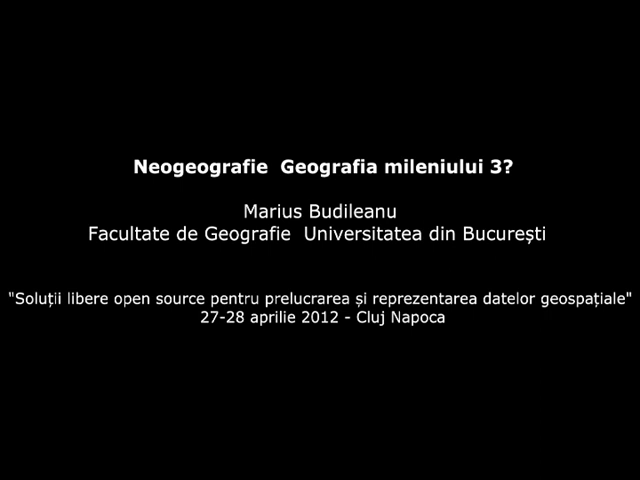 Neogeografie  Geografia mileniului 3?
Marius Budileanu
Facultate de Geografie  Universitatea din București
"Soluții libere open source pentru prelucrarea și reprezentarea datelor geospațiale"
27-28 aprilie 2012 - Cluj Napoca